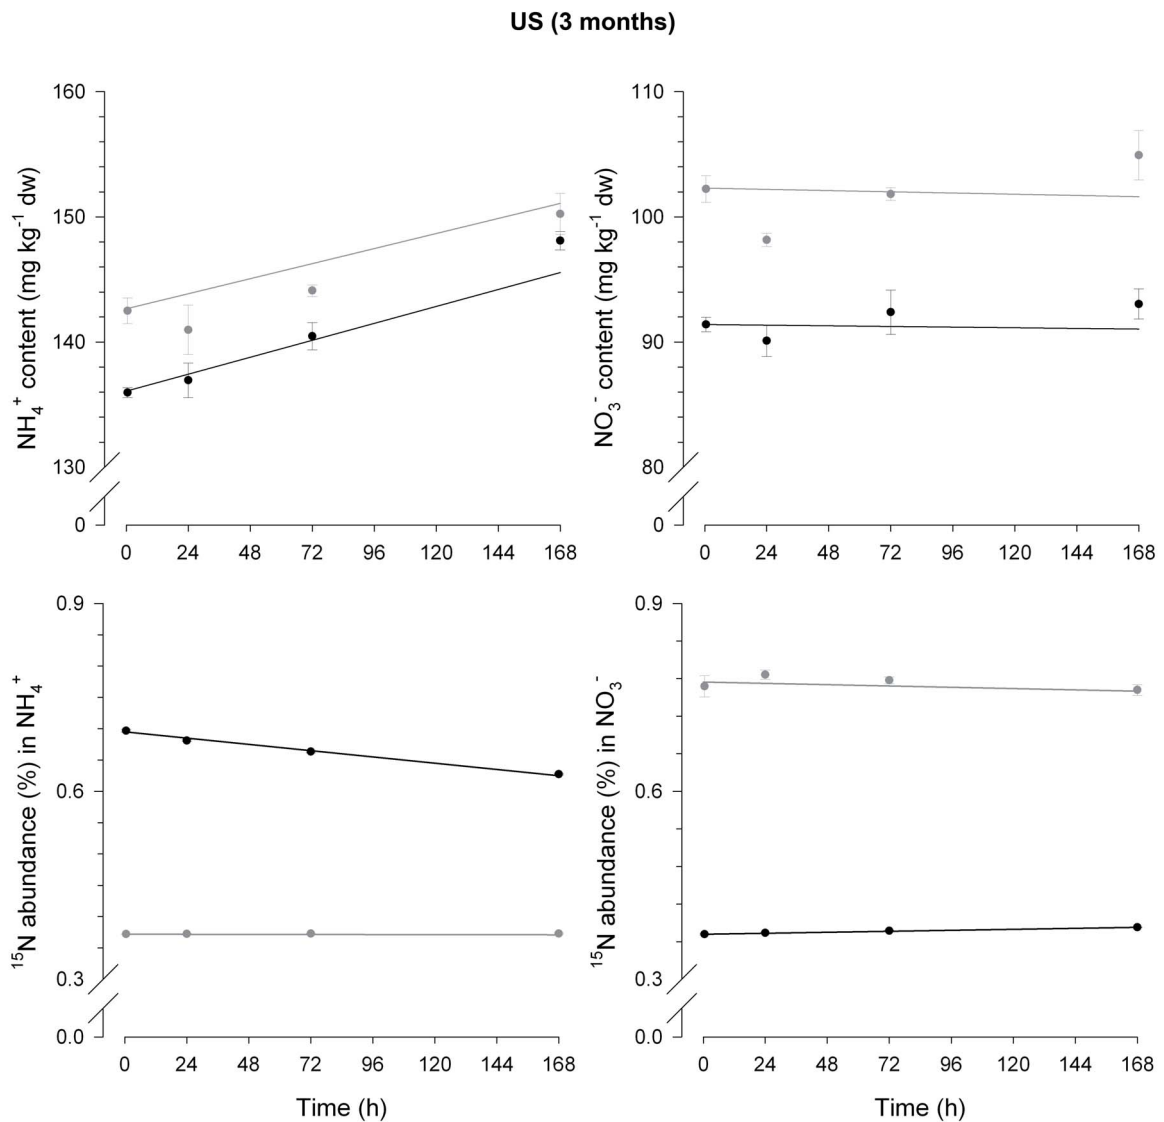 US (3 months)
NH₄⁺ content (mg kg⁻¹ dw)
160
150
140
130
0
0 24 48 72 96 120 144 168
NO₃⁻ content (mg kg⁻¹ dw)
110
100
90
80
0
0 24 48 72 96 120 144 168
¹⁵N abundance (%) in NH₄⁺
0.9
0.6
0.3
0.0
0 24 48 72 96 120 144 168
Time (h)
¹⁵N abundance (%) in NO₃⁻
0.9
0.6
0.3
0.0
0 24 48 72 96 120 144 168
Time (h)